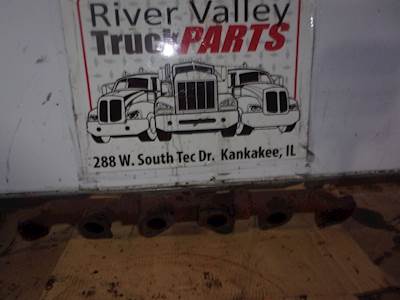 River Valley
TruckPARTS
288 W. South Tec Dr. Kankakee, IL